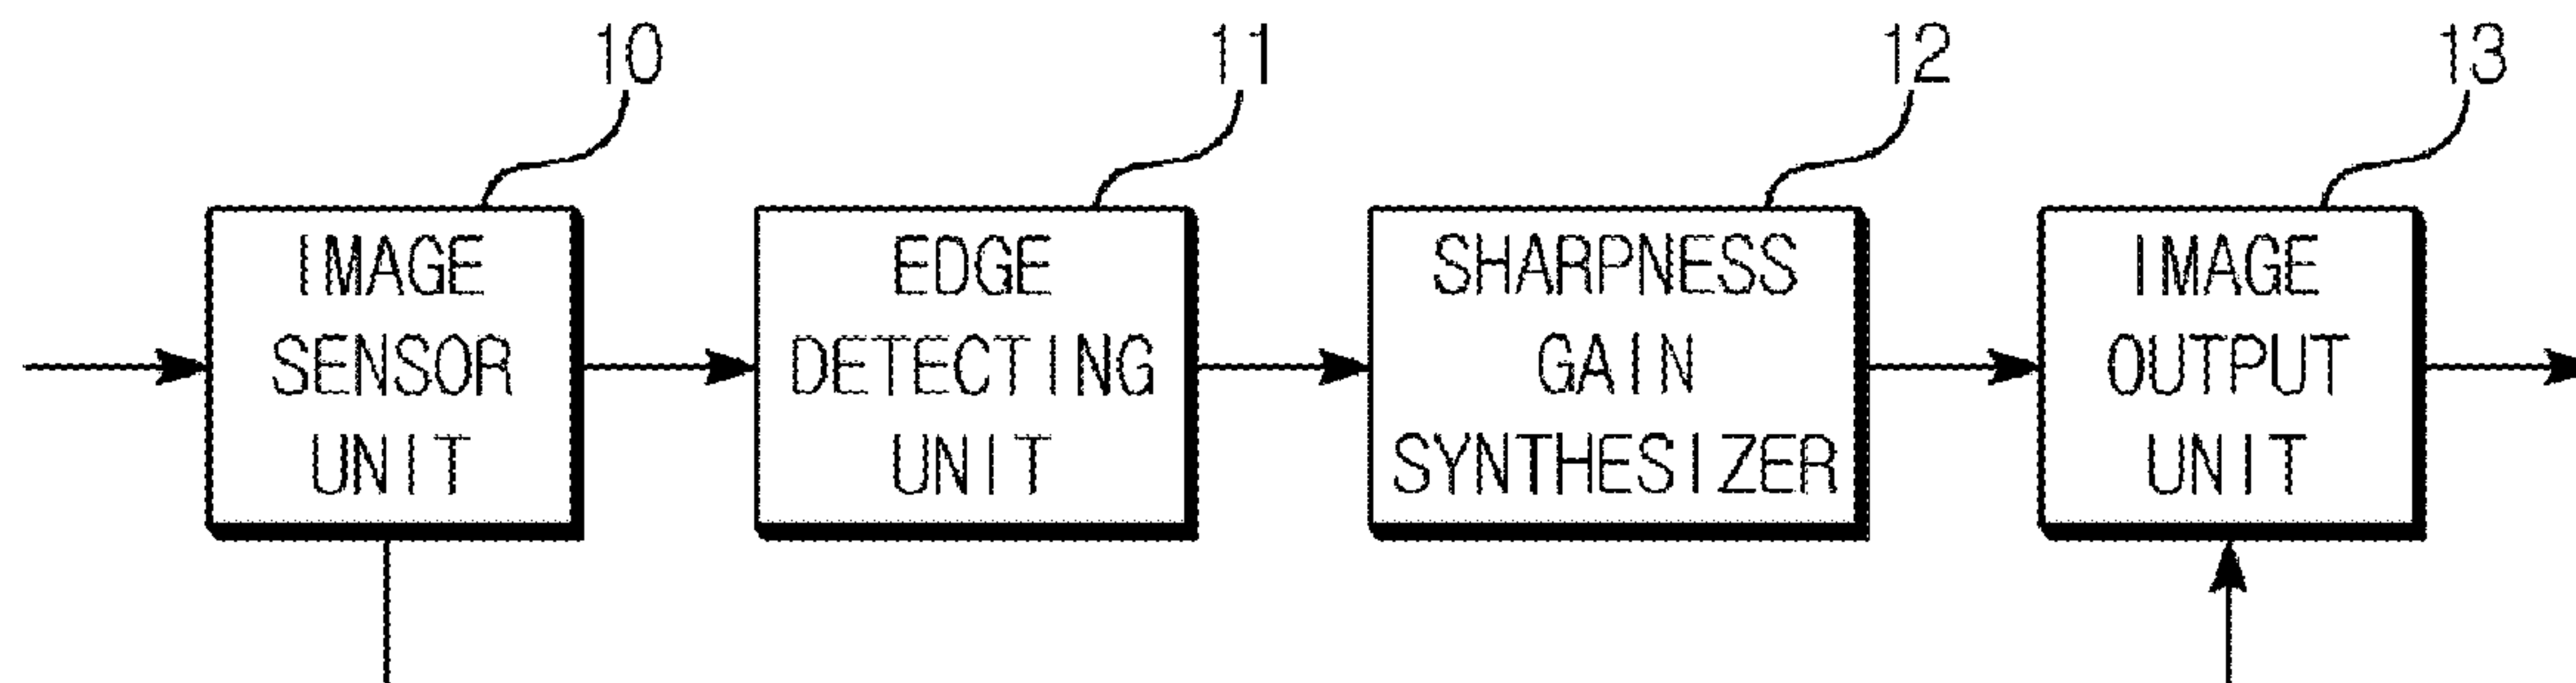 10
11
12
13
IMAGE
SENSOR
UNIT
EDGE
DETECTING
UNIT
SHARPNESS
GAIN
SYNTHESIZER
IMAGE
OUTPUT
UNIT